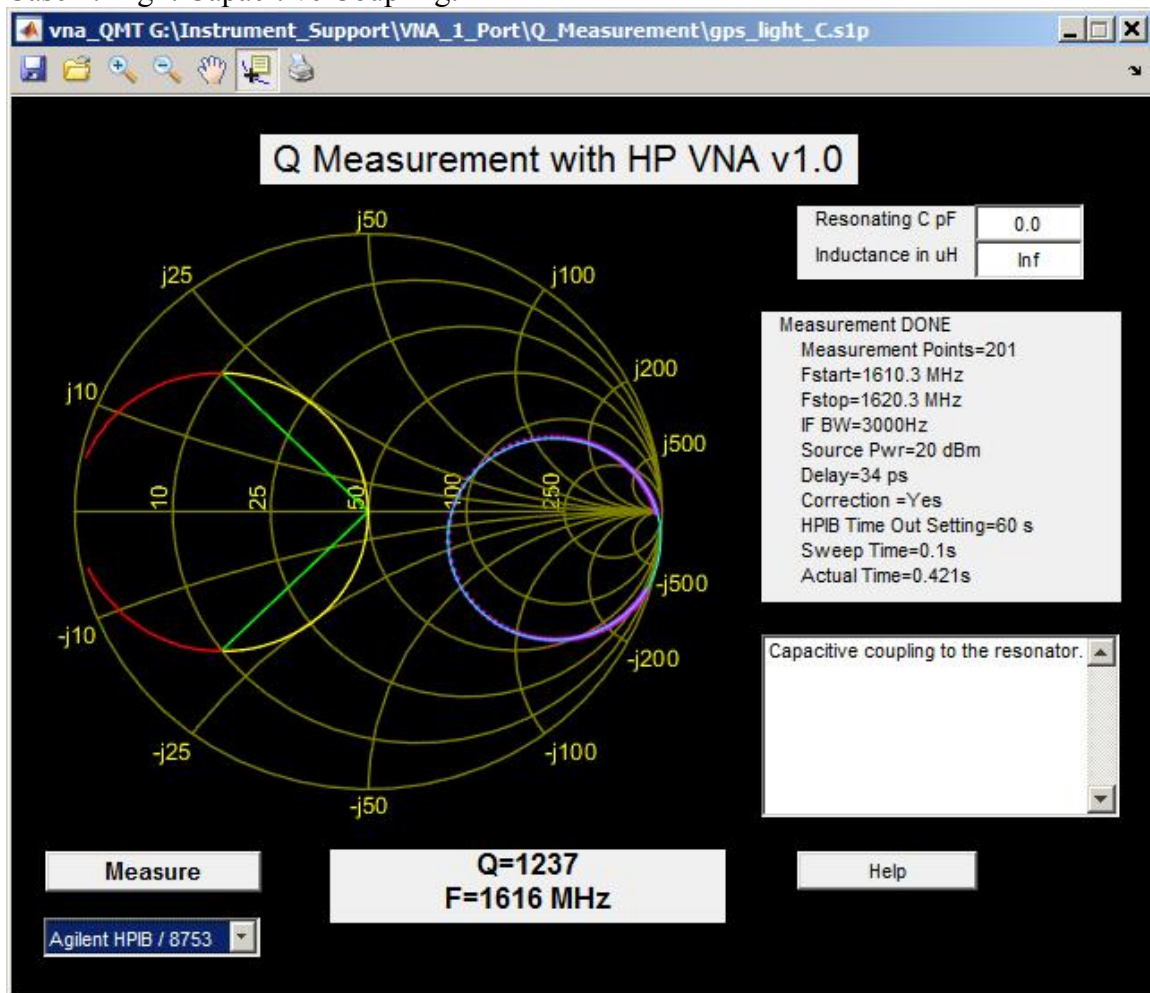 vna_QMT G:\Instrument_Support\VNA_1_Port\Q_Measurement\gps_light_C.s1p
Q Measurement with HP VNA v1.0
Resonating C pF 0.0
Inductance in uH Inf
j50
j25
j100
j10
j200
j500
10
25
50
100
250
-j500
-j10
-j200
-j25
-j100
-j50
Measurement DONE
Measurement Points=201
Fstart=1610.3 MHz
Fstop=1620.3 MHz
IF BW=3000Hz
Source Pwr=20 dBm
Delay=34 ps
Correction =Yes
HPIB Time Out Setting=60 s
Sweep Time=0.1s
Actual Time=0.421s
Capacitive coupling to the resonator.
Measure
Q=1237
F=1616 MHz
Help
Agilent HPIB / 8753